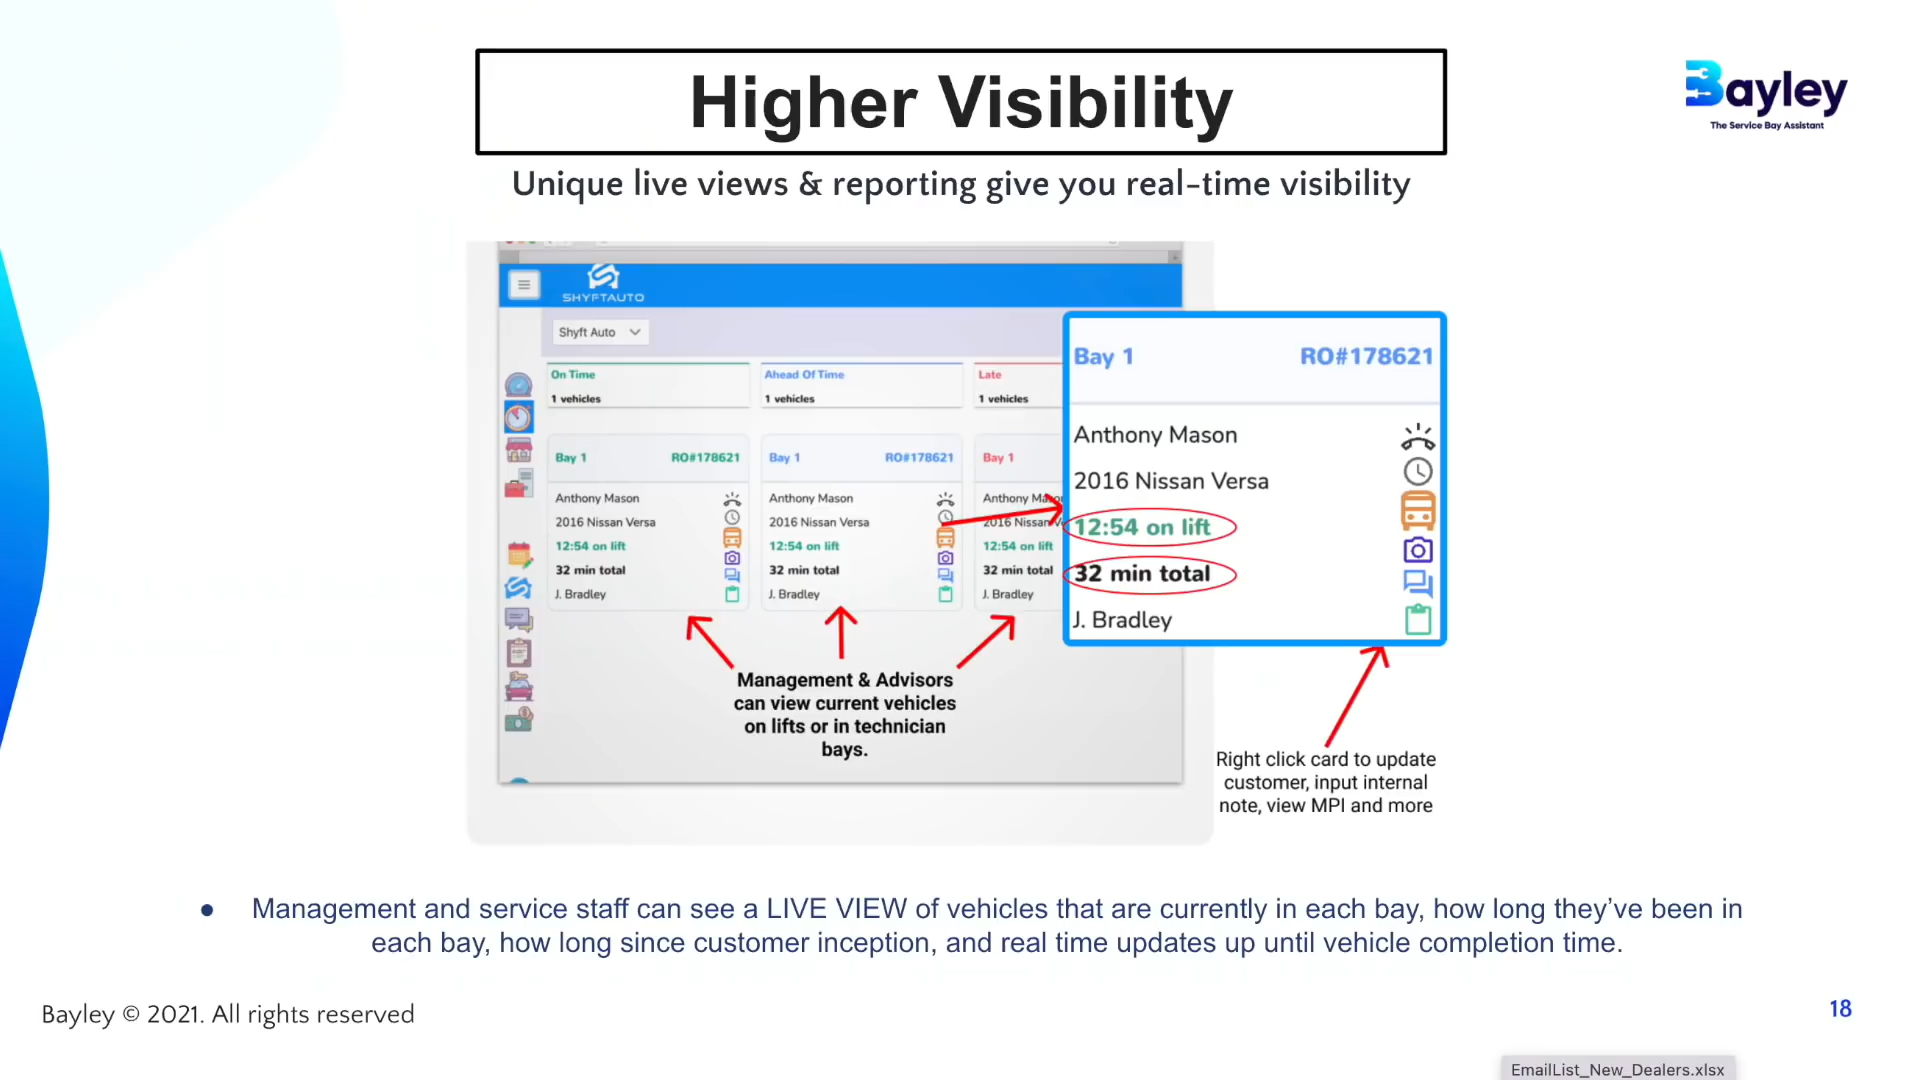 Higher Visibility
Bayley
The Service Bay Assistant
Unique live views & reporting give you real-time visibility
SHYFTAUTO
Shyft Auto
On Time
1 vehicles
Ahead Of Time
1 vehicles
Late
1 vehicles
Bay 1 RO#178621
Anthony Mason
2016 Nissan Versa
12:54 on lift
32 min total
J. Bradley
Bay 1 RO#178621
Anthony Mason
2016 Nissan Versa
12:54 on lift
32 min total
J. Bradley
Bay 1
Anthony
2016 Nissan
12:54 on lift
32 min total
J. Bradley
Bay 1 RO#178621
Anthony Mason
2016 Nissan Versa
12:54 on lift
32 min total
J. Bradley
Management & Advisors
can view current vehicles
on lifts or in technician
bays.
Right click card to update
customer, input internal
note, view MPI and more
● Management and service staff can see a LIVE VIEW of vehicles that are currently in each bay, how long they’ve been in
each bay, how long since customer inception, and real time updates up until vehicle completion time.
Bayley © 2021. All rights reserved
18
EmailList_New_Dealers.xlsx